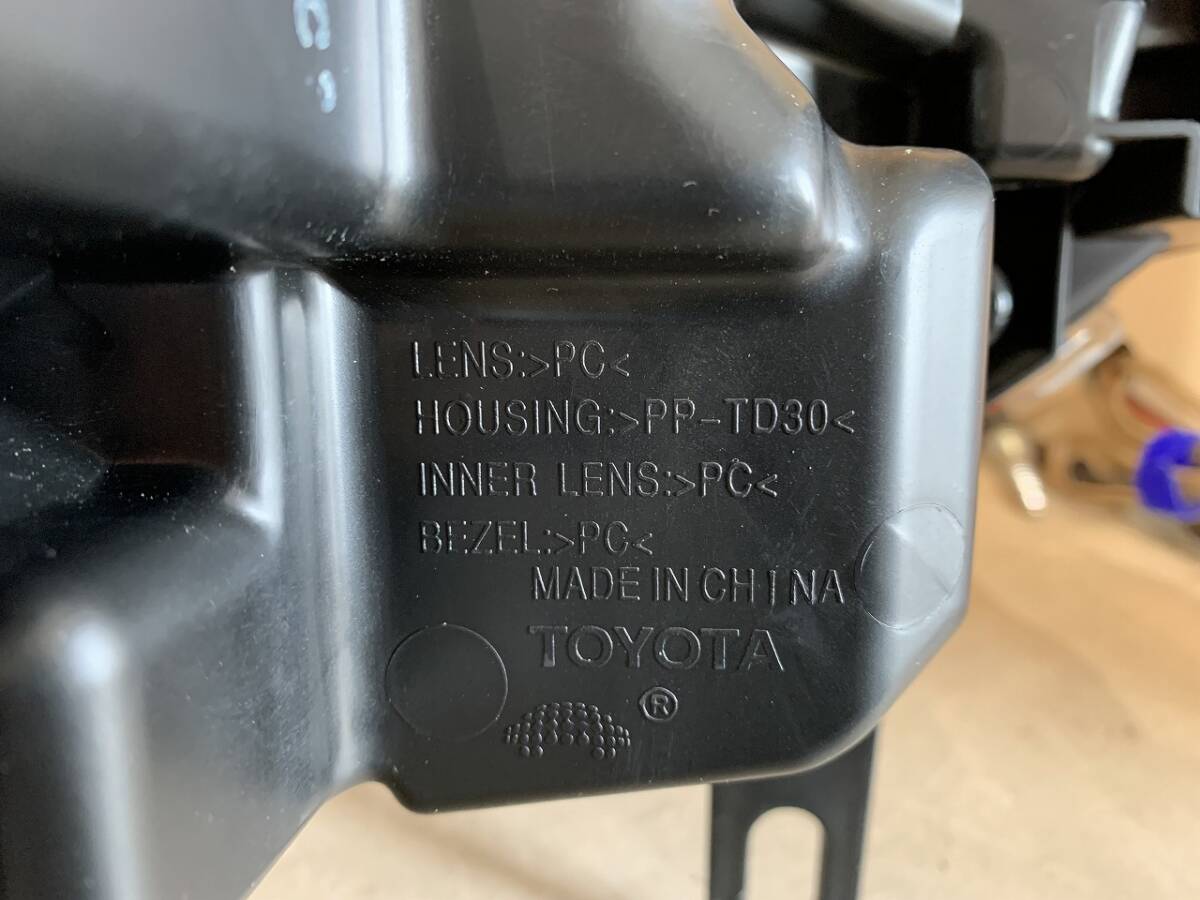 LENS:>PC<
HOUSING:>PP-TD30<
INNER LENS:>PC<
BEZEL:>PC<
MADE IN CHINA
TOYOTA
®